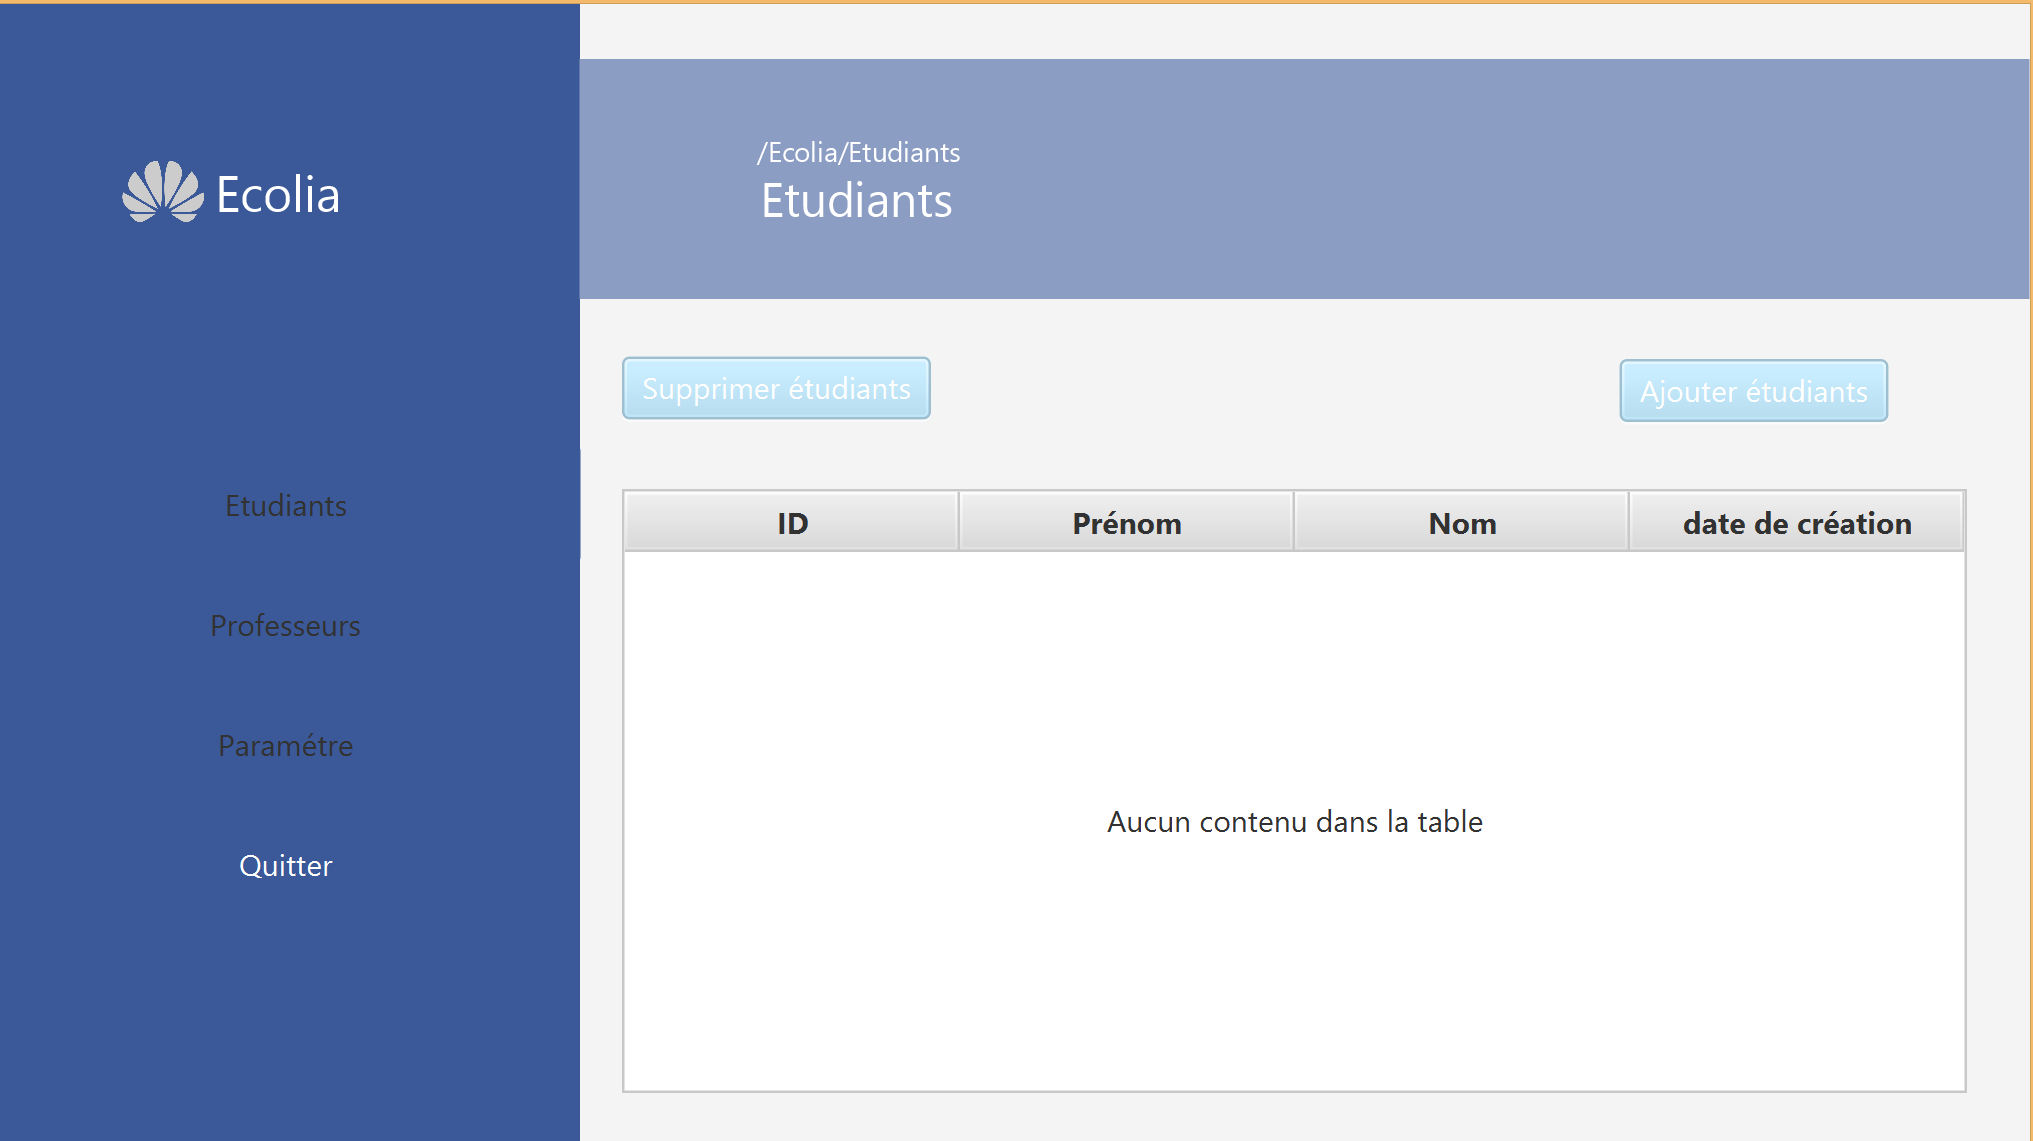 Ecolia
Etudiants
Professeurs
Paramétre
Quitter
/Ecolia/Etudiants
Etudiants
Supprimer étudiants
Ajouter étudiants
ID Prénom Nom date de création
Aucun contenu dans la table